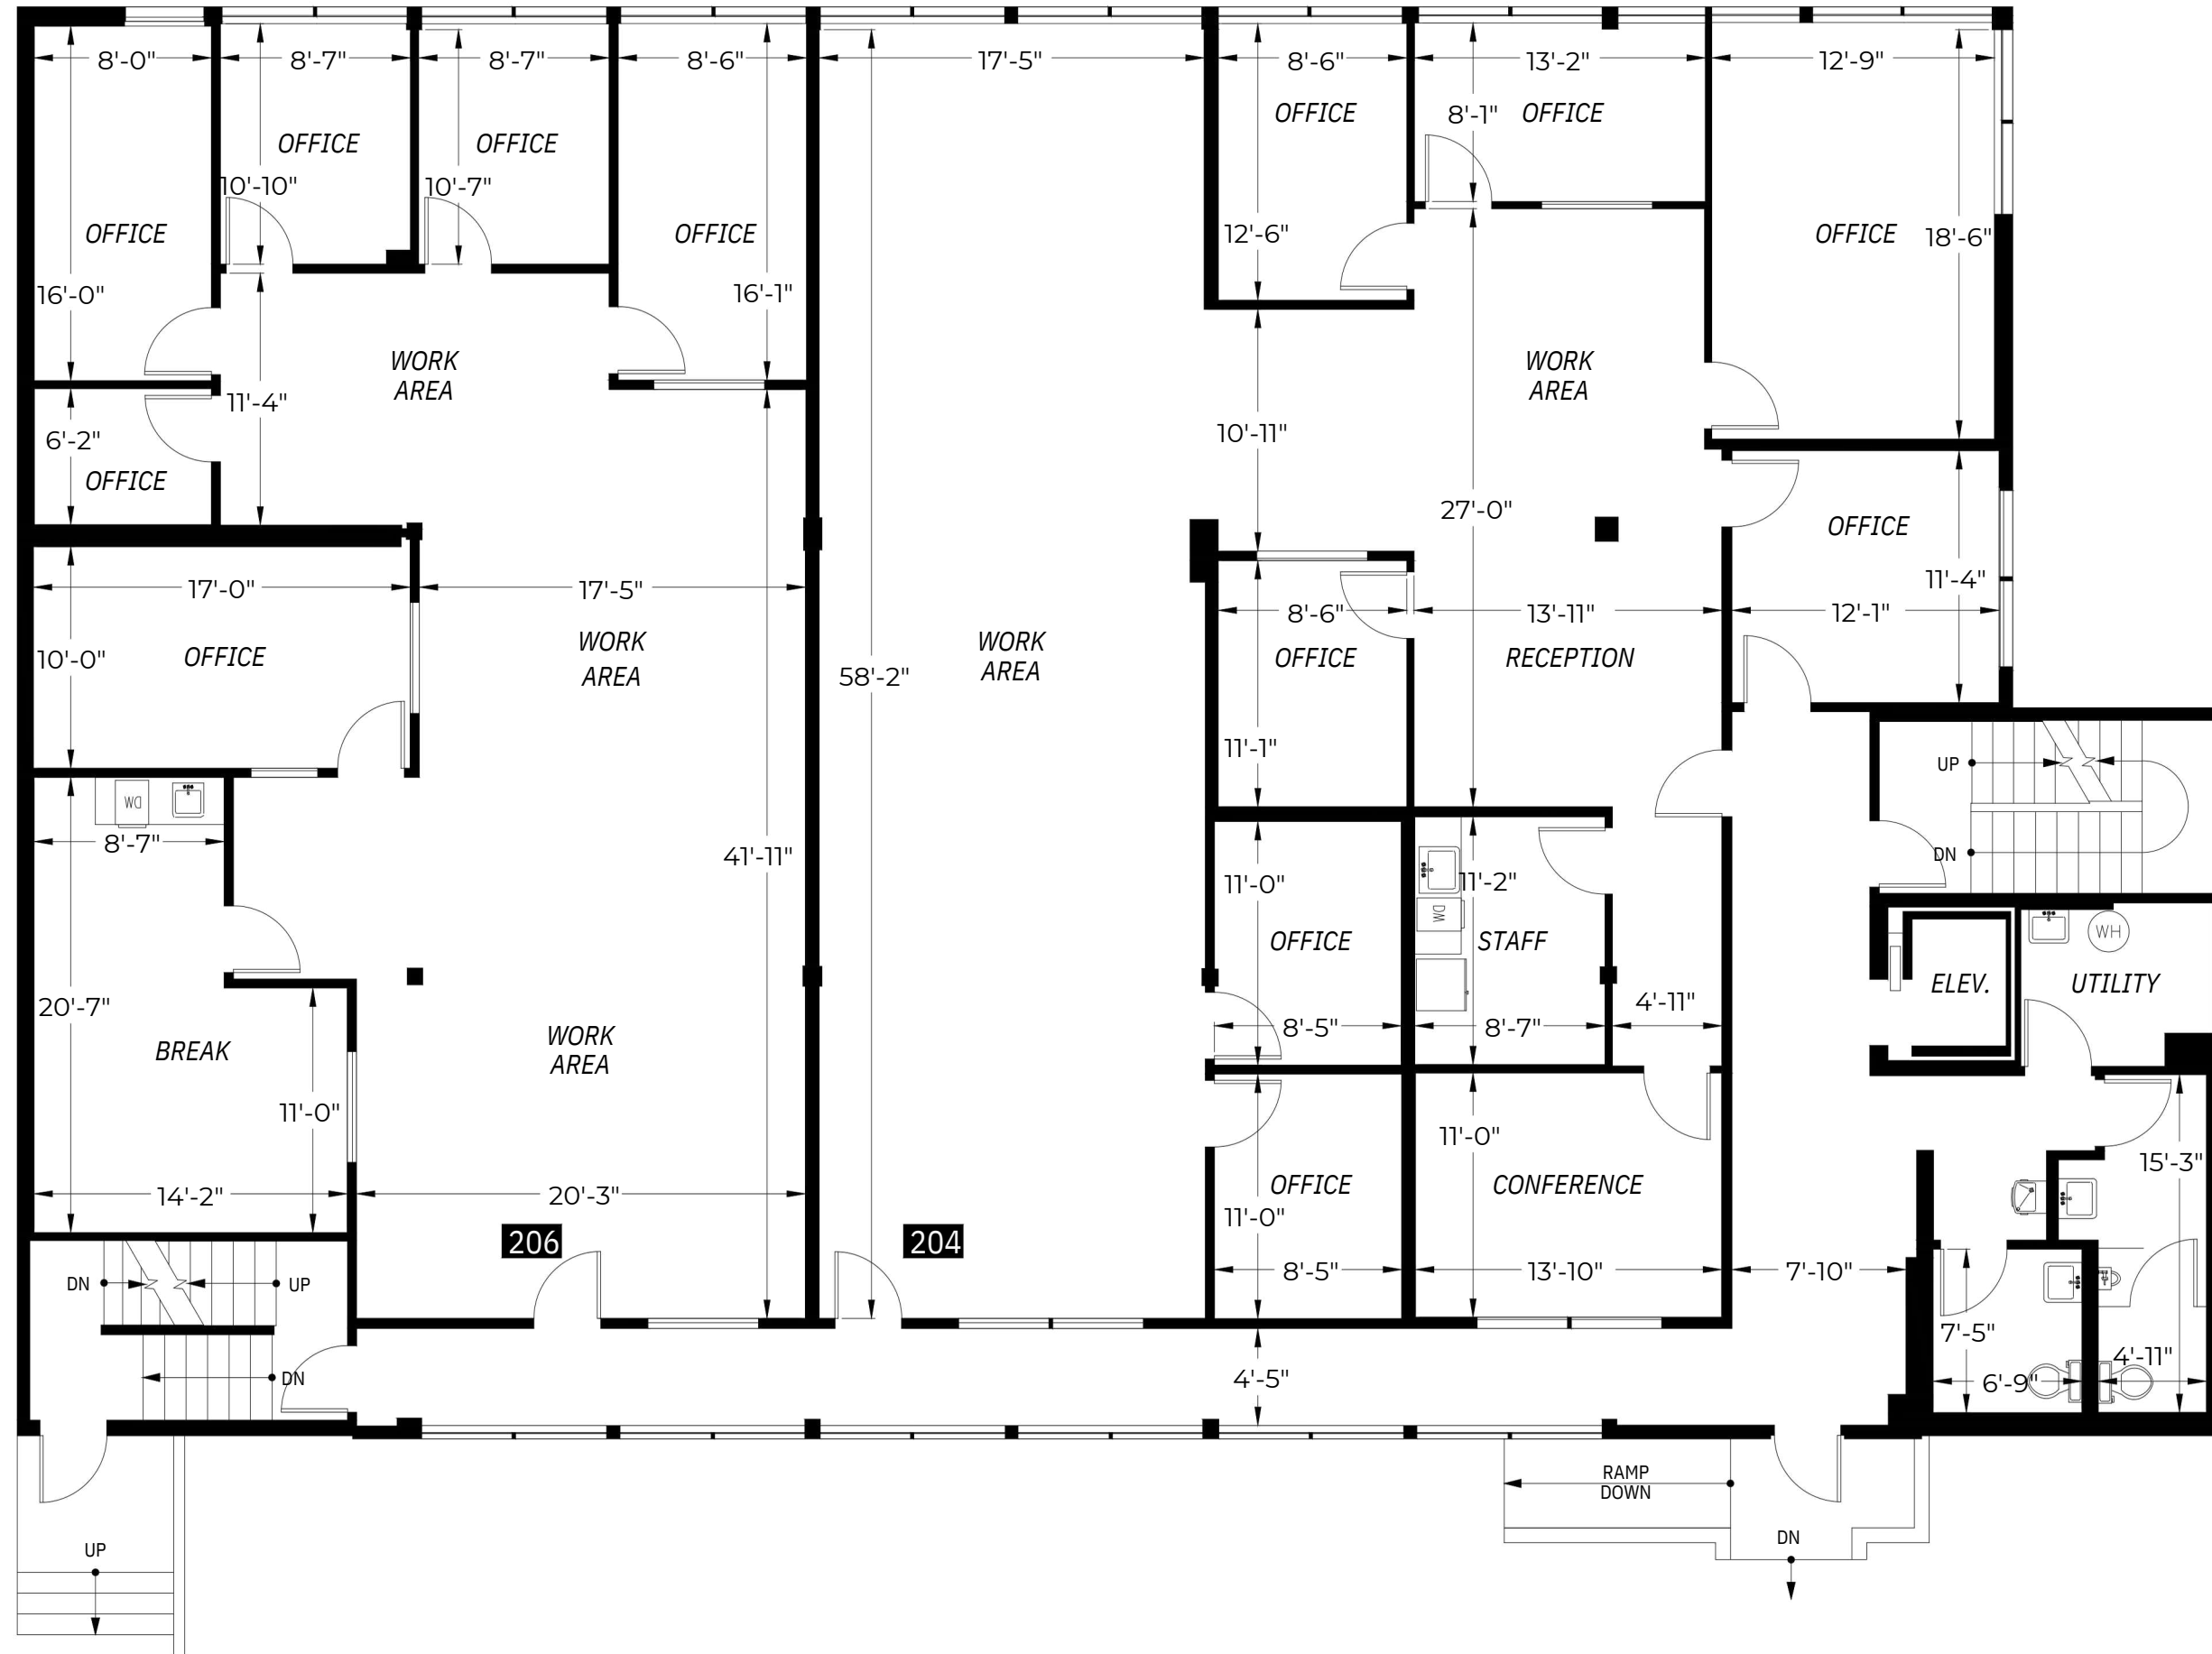 8'-0"
8'-7"
8'-7"
8'-6"
17'-5"
8'-6"
13'-2"
12'-9"
OFFICE
8'-1"
OFFICE
OFFICE
OFFICE
10'-10"
10'-7"
OFFICE
OFFICE
12'-6"
OFFICE
18'-6"
16'-0"
16'-1"
WORK
AREA
WORK
AREA
11'-4"
6'-2"
OFFICE
10'-11"
27'-0"
OFFICE
17'-0"
17'-5"
11'-4"
8'-6"
13'-11"
12'-1"
OFFICE
10'-0"
WORK
AREA
WORK
AREA
58'-2"
OFFICE
RECEPTION
11'-1"
UP
DW
8'-7"
41'-11"
DN
11'-0"
11'-2"
DW
OFFICE
STAFF
WH
ELEV.
UTILITY
20'-7"
4'-11"
8'-5"
8'-7"
BREAK
WORK
AREA
11'-0"
11'-0"
15'-3"
14'-2"
20'-3"
OFFICE
CONFERENCE
11'-0"
206
204
8'-5"
13'-10"
7'-10"
DN
UP
7'-5"
4'-11"
DN
4'-5"
6'-9"
RAMP
DOWN
DN
UP